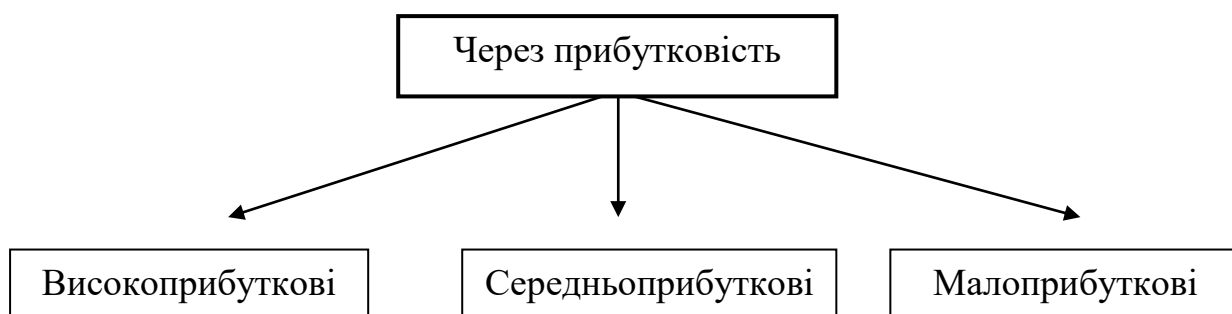 Через прибутковість
Високоприбуткові
Середньоприбуткові
Малоприбуткові